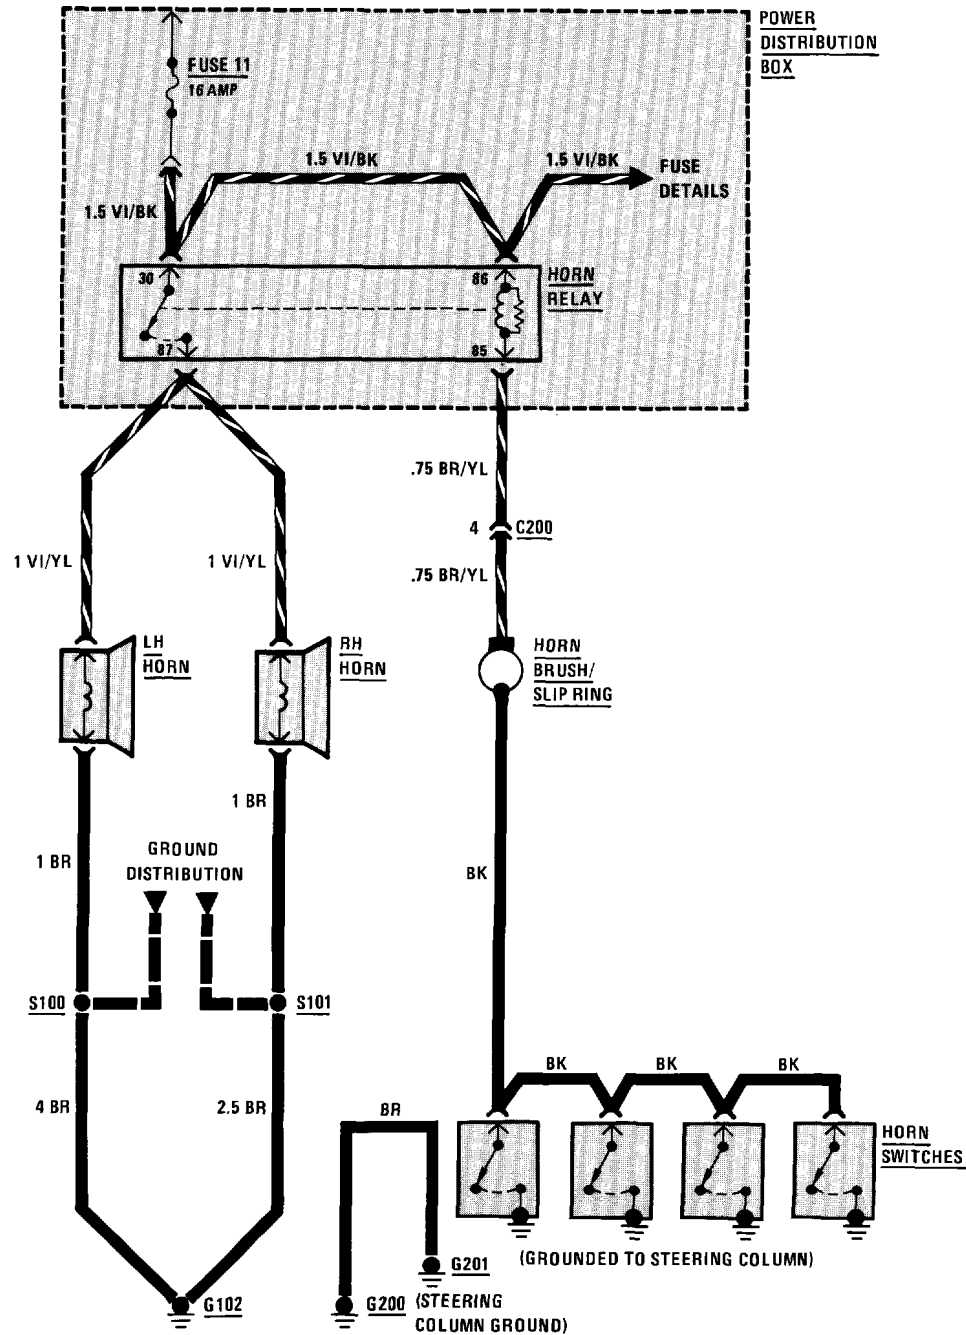 POWER
DISTRIBUTION
BOX
FUSE 11
16 AMP
1.5 VI/BK
1.5 VI/BK
FUSE
DETAILS
1.5 VI/BK
30
86
HORN
RELAY
87
85
.75 BR/YL
4
C200
1 VI/YL
1 VI/YL
.75 BR/YL
LH
HORN
RH
HORN
HORN
BRUSH/
SLIP RING
1 BR
1 BR
GROUND
DISTRIBUTION
BK
S100
S101
BK
BK
BK
4 BR
2.5 BR
BR
HORN
SWITCHES
(GROUNDED TO STEERING COLUMN)
G201
G102
G200
(STEERING
COLUMN GROUND)